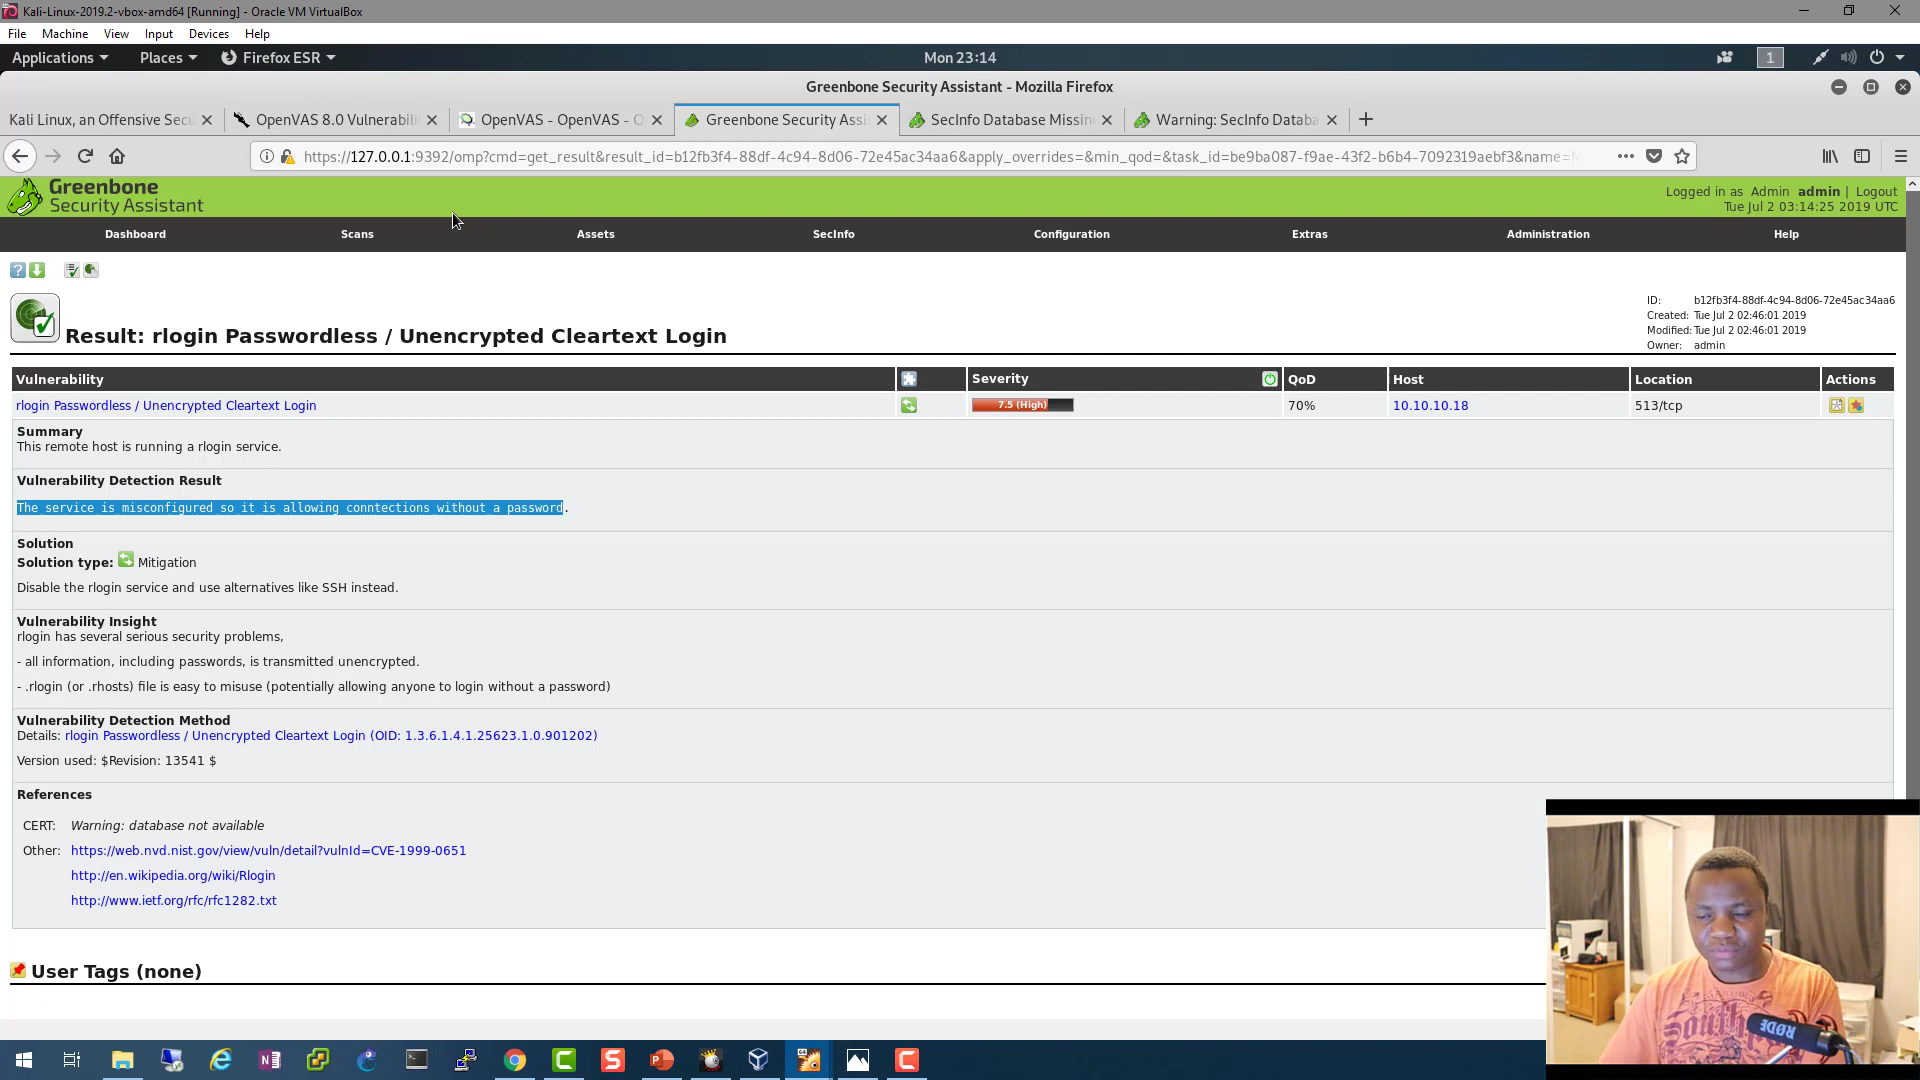 Kali-Linux-2019.2-vbox-amd64 [Running] - Oracle VM VirtualBox
File Machine View Input Devices Help
Applications Places Firefox ESR Mon 23:14 1
Greenbone Security Assistant - Mozilla Firefox
Kali Linux, an Offensive Secu OpenVAS 8.0 Vulnerabili OpenVAS - OpenVAS - O Greenbone Security Assi SecInfo Database Missin Warning: SecInfo Databa
https://127.0.0.1:9392/omp?cmd=get_result&result_id=b12fb3f4-88df-4c94-8d06-72e45ac34aa6&apply_overrides=&min_qod=&task_id=be9ba087-f9ae-43f2-b6b4-7092319aebf3&name=
Greenbone
Security Assistant
Logged in as Admin admin | Logout
Tue Jul 2 03:14:25 2019 UTC
Dashboard Scans Assets SecInfo Configuration Extras Administration Help
ID: b12fb3f4-88df-4c94-8d06-72e45ac34aa6
Created: Tue Jul 2 02:46:01 2019
Modified: Tue Jul 2 02:46:01 2019
Owner: admin
Result: rlogin Passwordless / Unencrypted Cleartext Login
Vulnerability Severity QoD Host Location Actions
rlogin Passwordless / Unencrypted Cleartext Login 7.5 (High) 70% 10.10.10.18 513/tcp
Summary
This remote host is running a rlogin service.
Vulnerability Detection Result
The service is misconfigured so it is allowing conntections without a password.
Solution
Solution type: Mitigation
Disable the rlogin service and use alternatives like SSH instead.
Vulnerability Insight
rlogin has several serious security problems,
- all information, including passwords, is transmitted unencrypted.
- .rlogin (or .rhosts) file is easy to misuse (potentially allowing anyone to login without a password)
Vulnerability Detection Method
Details: rlogin Passwordless / Unencrypted Cleartext Login (OID: 1.3.6.1.4.1.25623.1.0.901202)
Version used: $Revision: 13541 $
References
CERT: Warning: database not available
Other: https://web.nvd.nist.gov/view/vuln/detail?vulnId=CVE-1999-0651
http://en.wikipedia.org/wiki/Rlogin
http://www.ietf.org/rfc/rfc1282.txt
User Tags (none)
RØDE